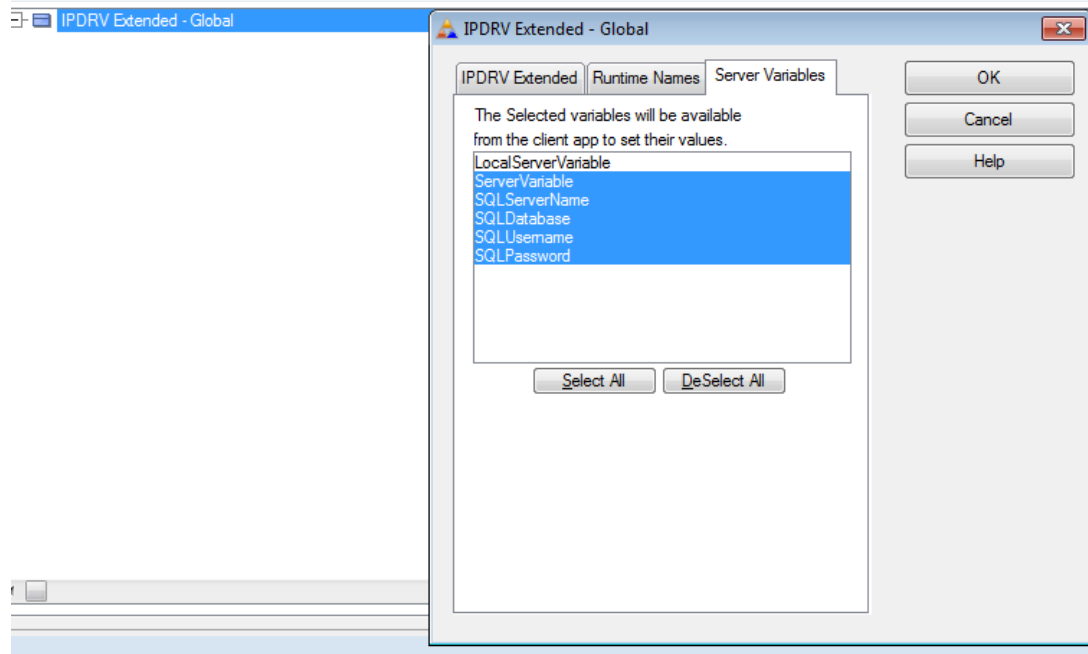 IPDRV Extended - Global
IPDRV Extended - Global
IPDRV Extended
Runtime Names
Server Variables
OK
Cancel
Help
The Selected variables will be available
from the client app to set their values.
LocalServerVariable
ServerVariable
SQLServerName
SQLDatabase
SQLUsername
SQLPassword
Select All
DeSelect All